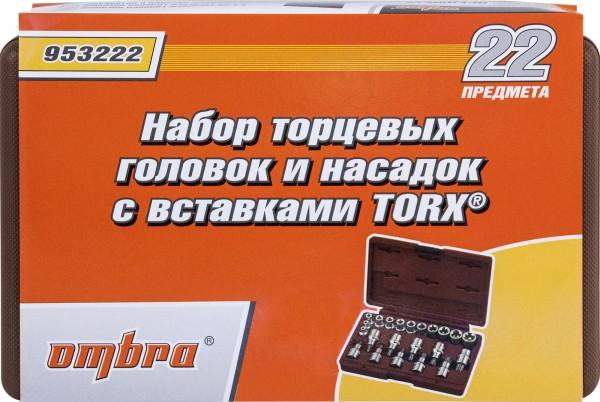 953222
22
ПРЕДМЕТА
Набор торцевых
головок и насадок
с вставками TORX®
ombra®